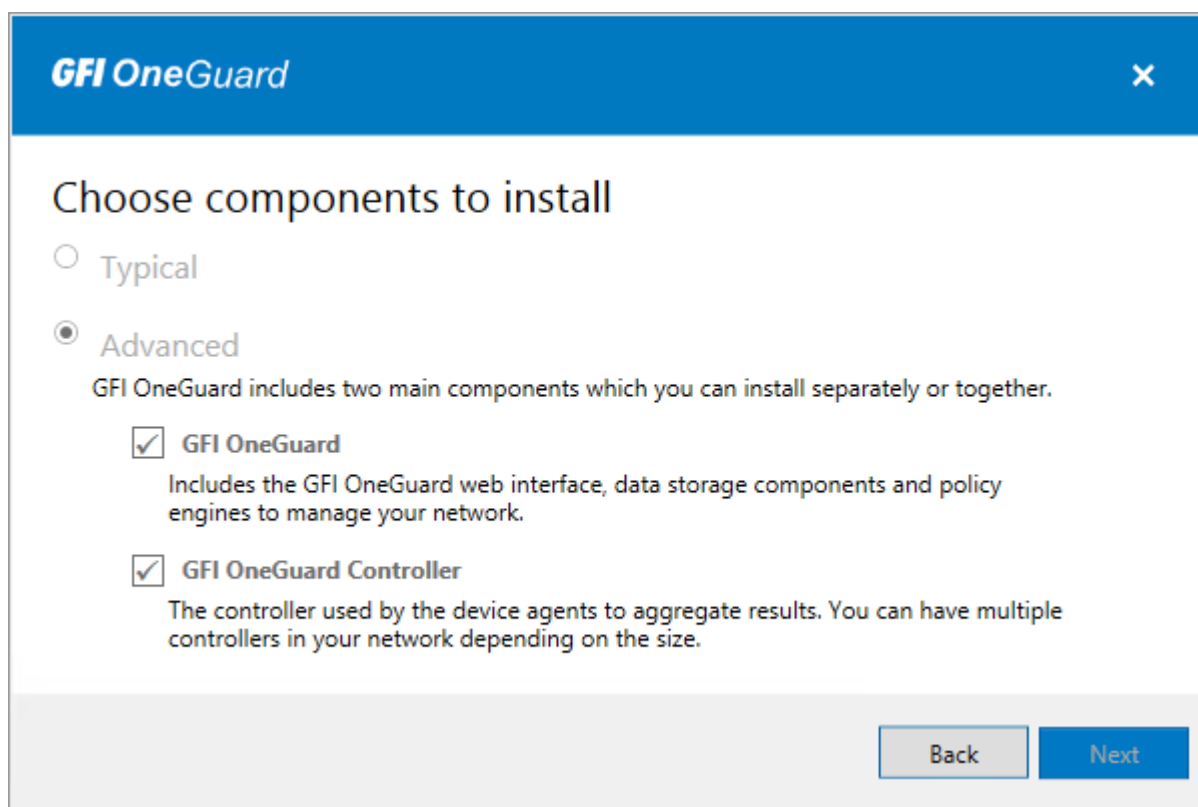 GFI OneGuard
Choose components to install
Typical
Advanced
GFI OneGuard includes two main components which you can install separately or together.
GFI OneGuard
Includes the GFI OneGuard web interface, data storage components and policy
engines to manage your network.
GFI OneGuard Controller
The controller used by the device agents to aggregate results. You can have multiple
controllers in your network depending on the size.
Back Next